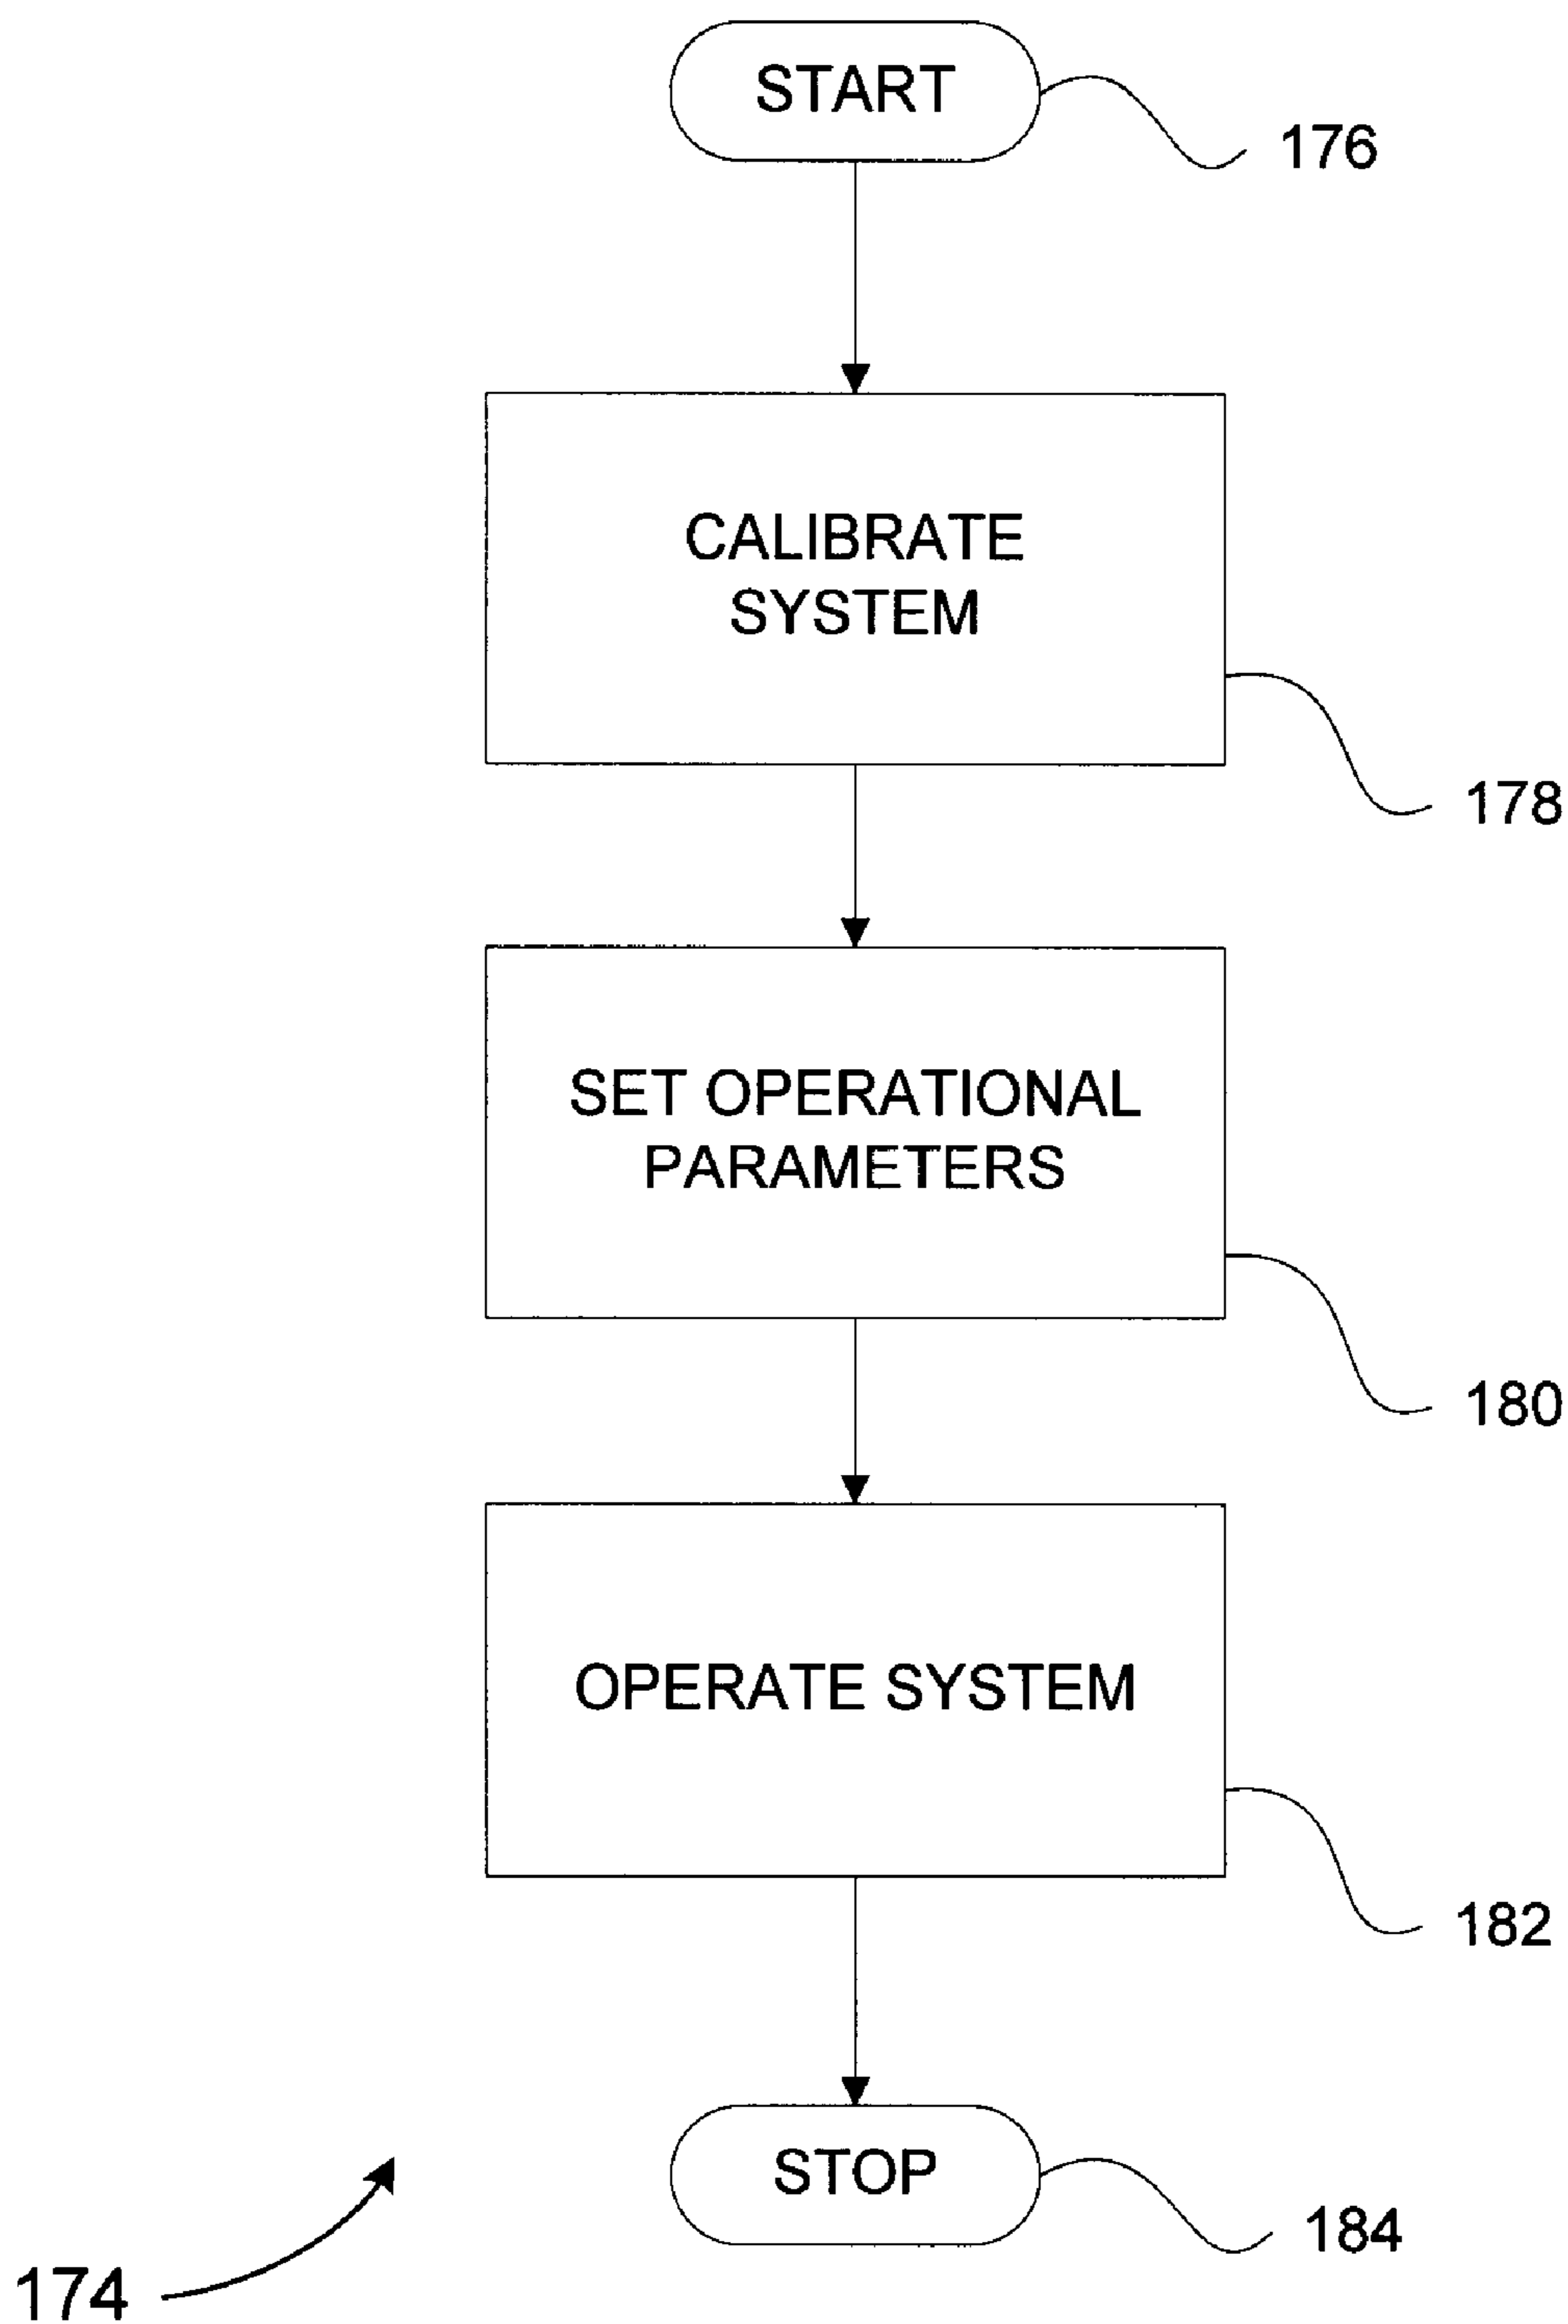 START
176
CALIBRATE
SYSTEM
178
SET OPERATIONAL
PARAMETERS
180
OPERATE SYSTEM
182
STOP
184
174